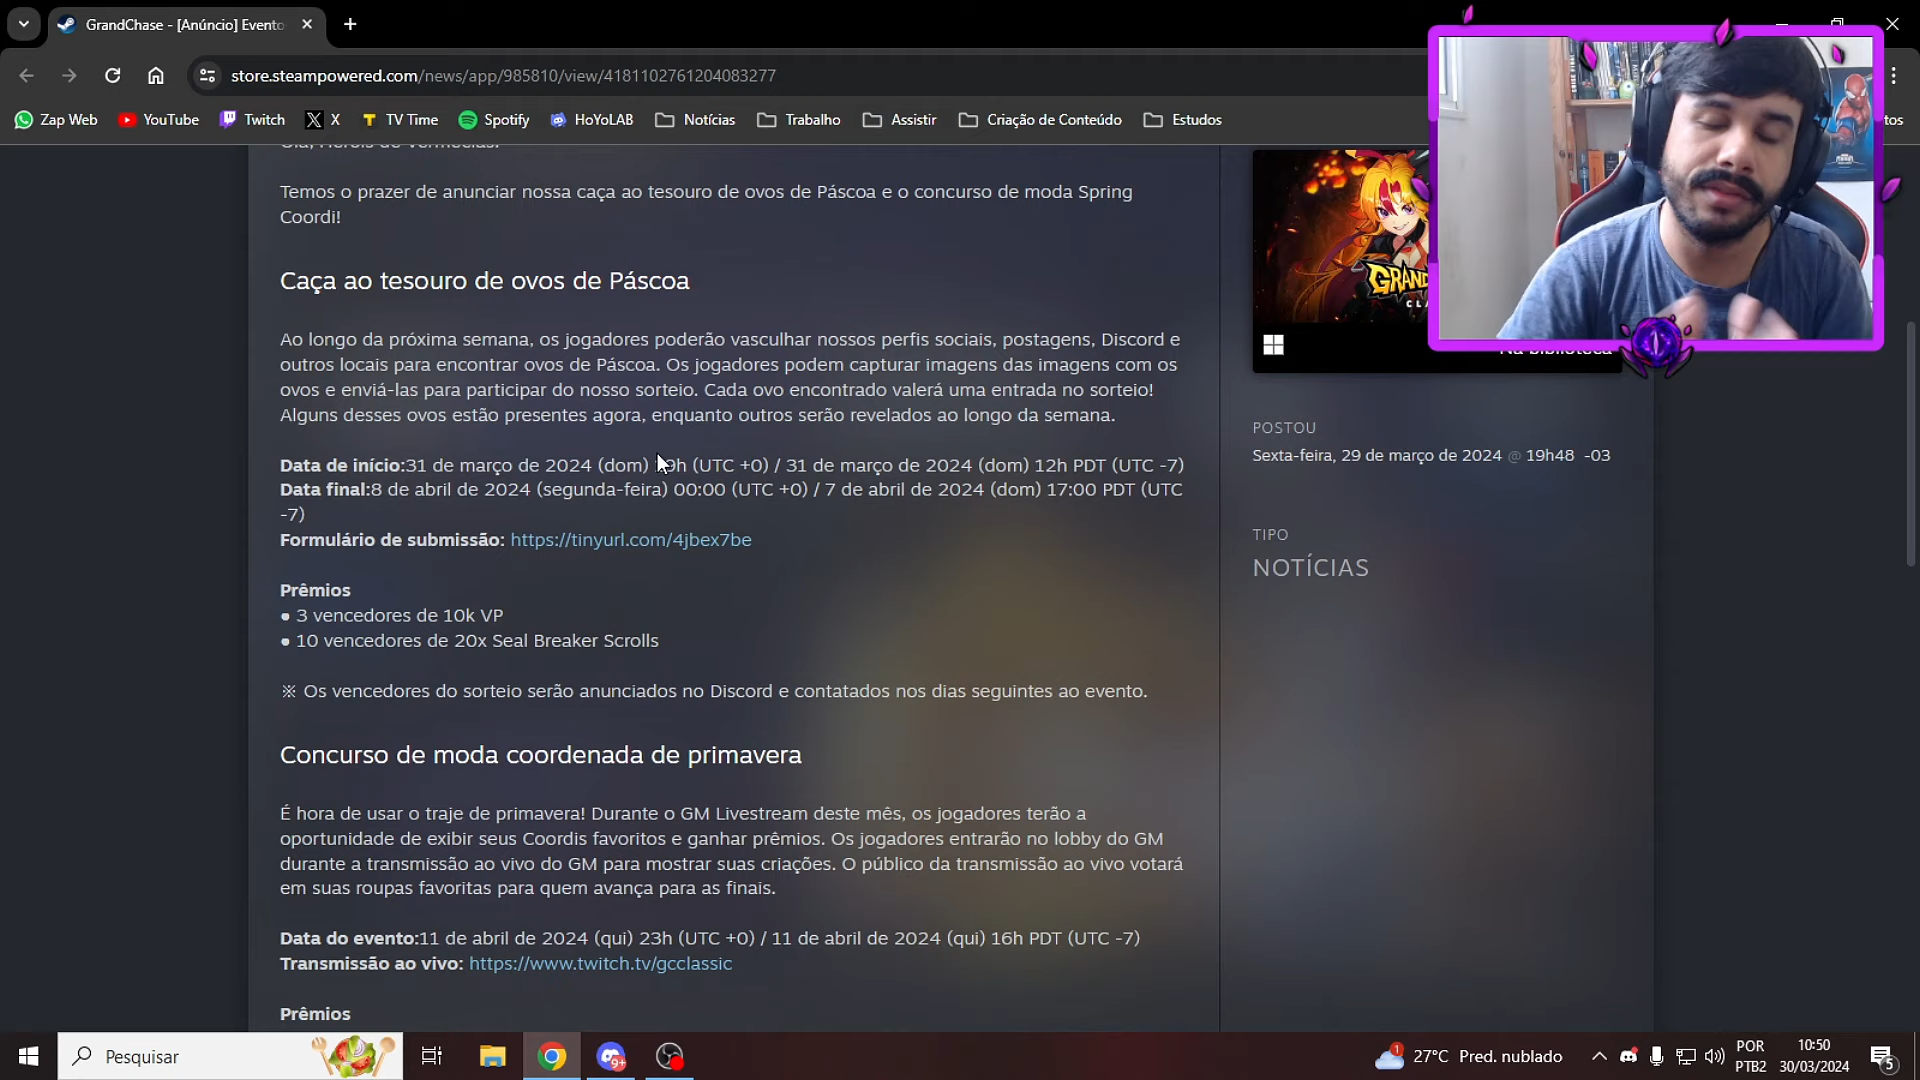 GrandChase - [Anúncio] Evento
store.steampowered.com/news/app/985810/view/4181102761204083277
Zap Web
YouTube
Twitch
X
TV Time
Spotify
HoYoLAB
Notícias
Trabalho
Assistir
Criação de Conteúdo
Estudos
Temos o prazer de anunciar nossa caça ao tesouro de ovos de Páscoa e o concurso de moda Spring
Coordi!
Caça ao tesouro de ovos de Páscoa
Ao longo da próxima semana, os jogadores poderão vasculhar nossos perfis sociais, postagens, Discord e
outros locais para encontrar ovos de Páscoa. Os jogadores podem capturar imagens das imagens com os
ovos e enviá-las para participar do nosso sorteio. Cada ovo encontrado valerá uma entrada no sorteio!
Alguns desses ovos estão presentes agora, enquanto outros serão revelados ao longo da semana.
Data de início:31 de março de 2024 (dom) 19h (UTC +0) / 31 de março de 2024 (dom) 12h PDT (UTC -7)
Data final:8 de abril de 2024 (segunda-feira) 00:00 (UTC +0) / 7 de abril de 2024 (dom) 17:00 PDT (UTC
-7)
Formulário de submissão: https://tinyurl.com/4jbex7be
Prêmios
● 3 vencedores de 10k VP
● 10 vencedores de 20x Seal Breaker Scrolls
※ Os vencedores do sorteio serão anunciados no Discord e contatados nos dias seguintes ao evento.
Concurso de moda coordenada de primavera
É hora de usar o traje de primavera! Durante o GM Livestream deste mês, os jogadores terão a
oportunidade de exibir seus Coordis favoritos e ganhar prêmios. Os jogadores entrarão no lobby do GM
durante a transmissão ao vivo do GM para mostrar suas criações. O público da transmissão ao vivo votará
em suas roupas favoritas para quem avança para as finais.
Data do evento:11 de abril de 2024 (qui) 23h (UTC +0) / 11 de abril de 2024 (qui) 16h PDT (UTC -7)
Transmissão ao vivo: https://www.twitch.tv/gcclassic
Prêmios
GRAND
CLA
Na biblioteca
POSTOU
Sexta-feira, 29 de março de 2024 @ 19h48 -03
TIPO
NOTÍCIAS
Pesquisar
9+
1
27°C Pred. nublado
POR
PTB2
10:50
30/03/2024
5